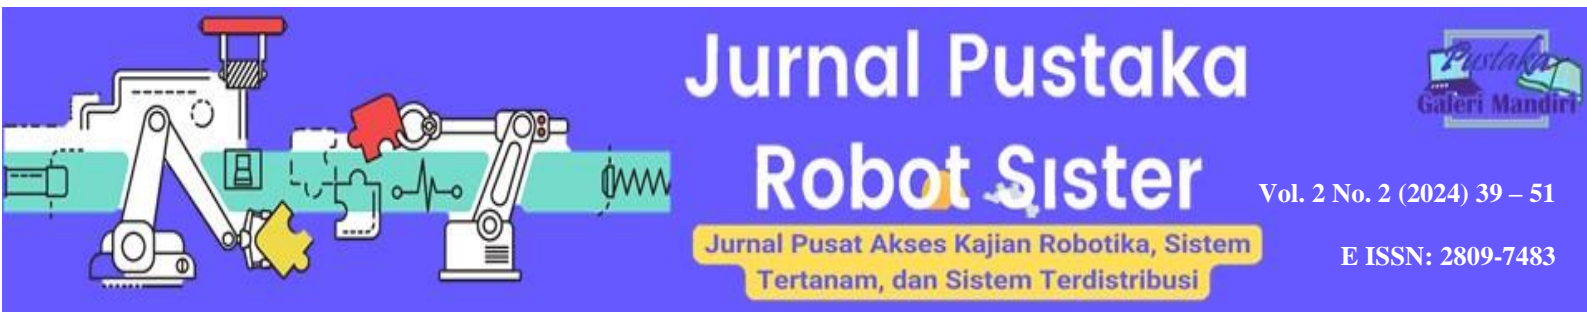 Jurnal Pustaka
Robot Sister
Jurnal Pusat Akses Kajian Robotika, Sistem
Tertanam, dan Sistem Terdistribusi
Pustaka
Galeri Mandiri
Vol. 2 No. 2 (2024) 39 – 51
E ISSN: 2809-7483